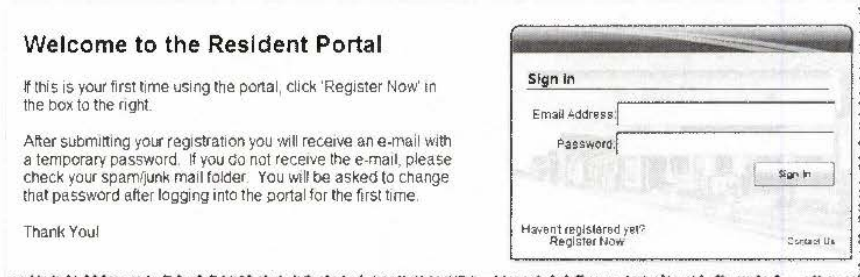 Welcome to the Resident Portal
If this is your first time using the portal, click 'Register Now' in
the box to the right.
After submitting your registration you will receive an e-mail with
a temporary password. If you do not receive the e-mail, please
check your spam/junk mail folder. You will be asked to change
that password after logging into the portal for the first time.
Thank You!
Sign in
Email Address:
Password:
Sign In
Havent registered yet?
Register Now
Contact Us